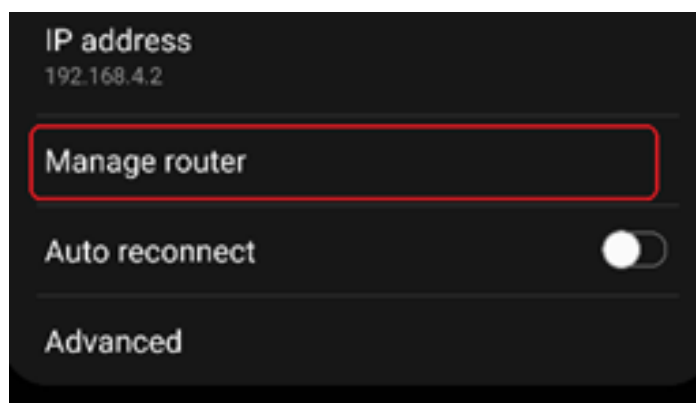 IP address
192.168.4.2
Manage router
Auto reconnect
Advanced